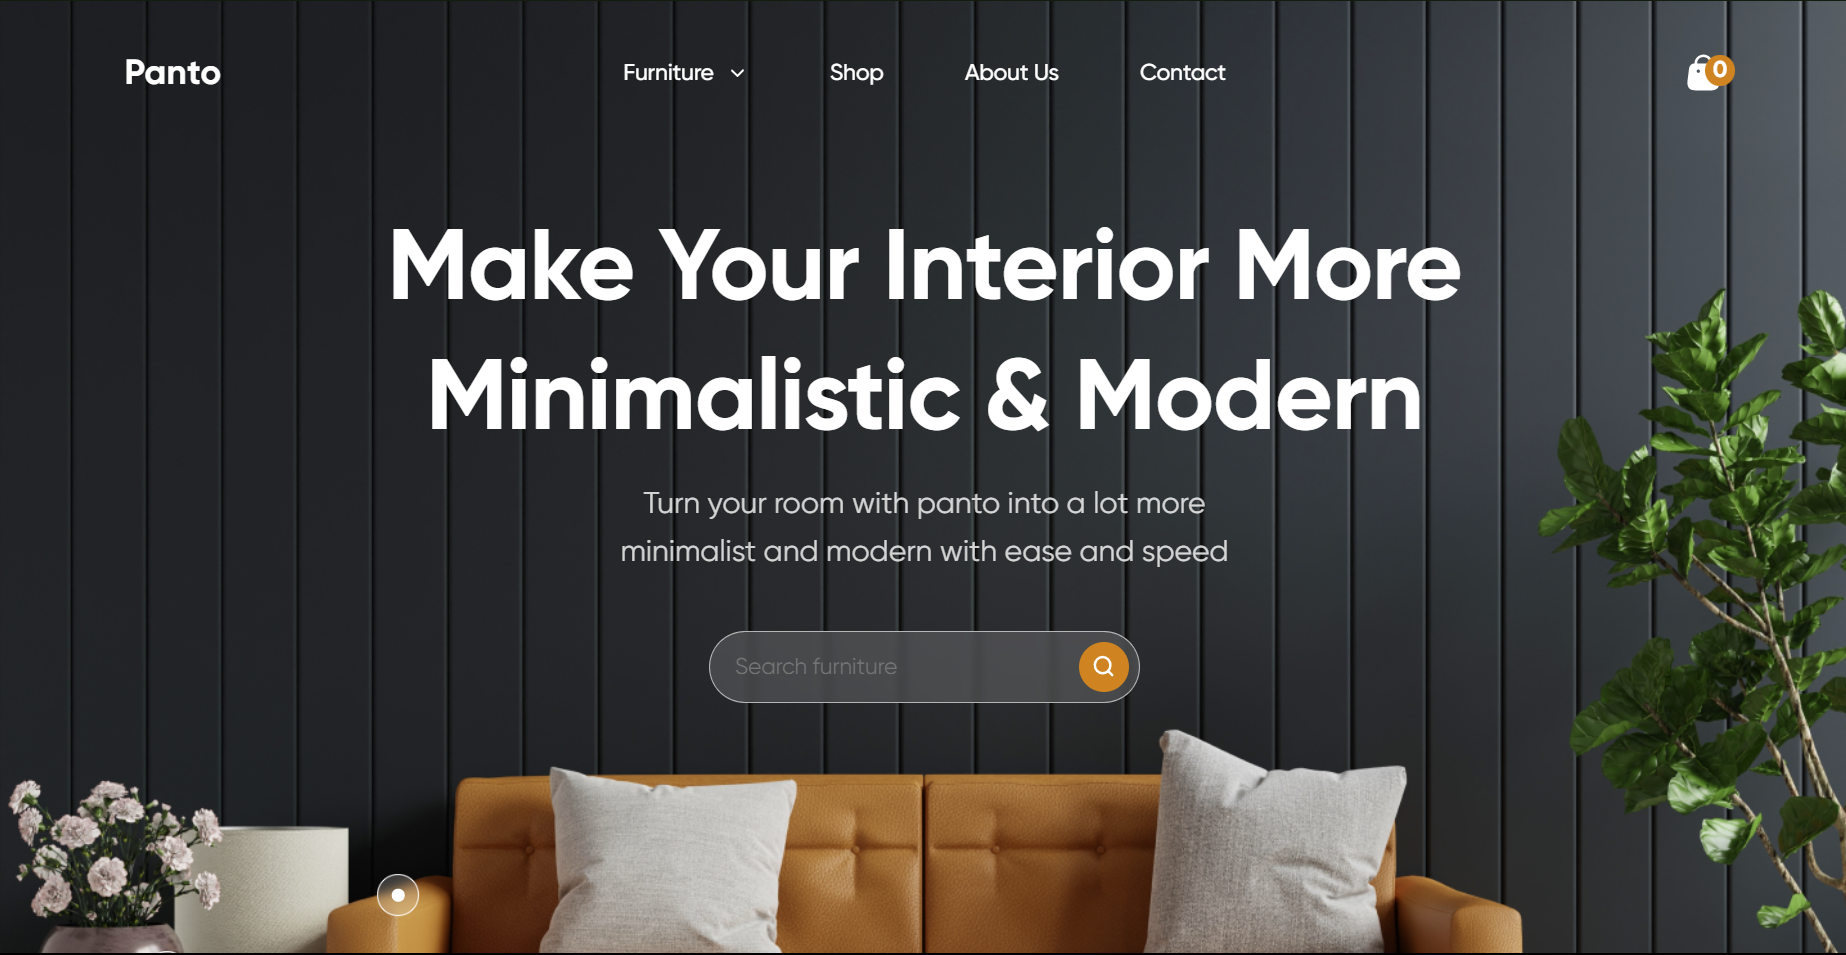 Panto
Furniture
Shop
About Us
Contact
0
Make Your Interior More
Minimalistic & Modern
Turn your room with panto into a lot more
minimalist and modern with ease and speed
Search furniture